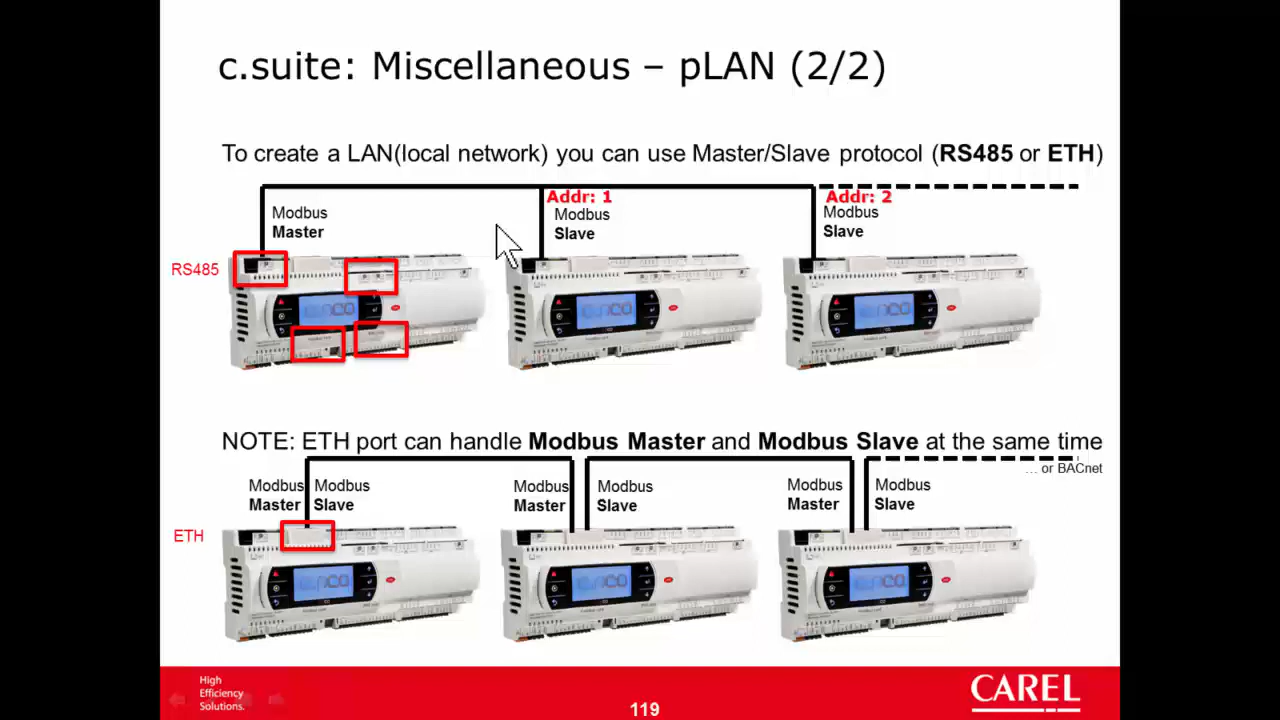 c.suite: Miscellaneous – pLAN (2/2)
To create a LAN(local network) you can use Master/Slave protocol (RS485 or ETH)
Addr: 1
Addr: 2
Modbus
Master
Modbus
Slave
Modbus
Slave
RS485
NOTE: ETH port can handle Modbus Master and Modbus Slave at the same time
... or BACnet
Modbus
Master
Modbus
Slave
Modbus
Master
Modbus
Slave
Modbus
Master
Modbus
Slave
ETH
High
Efficiency
Solutions.
119
CAREL